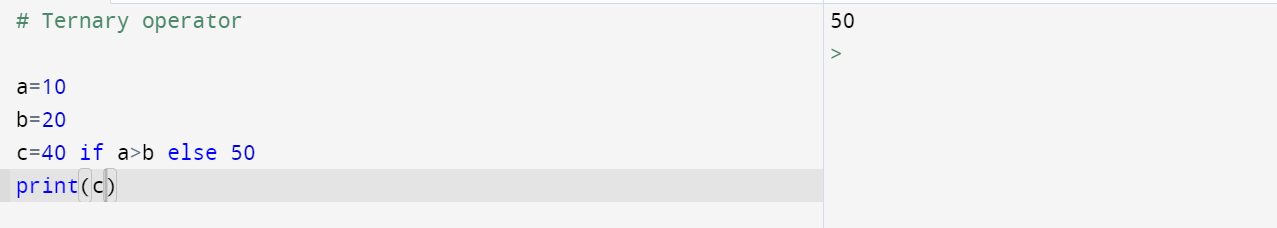 # Ternary operator
a=10
b=20
c=40 if a>b else 50
print(c)
50
>